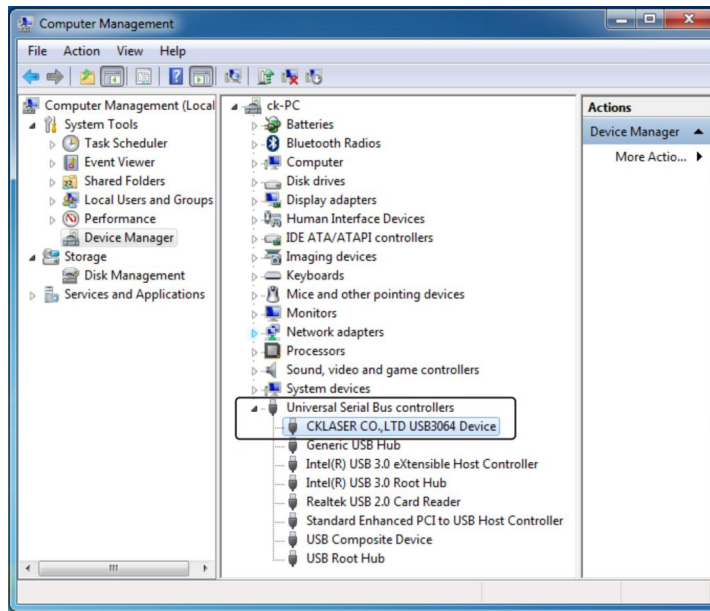 Computer Management
File Action View Help
Computer Management (Local
System Tools
Task Scheduler
Event Viewer
Shared Folders
Local Users and Groups
Performance
Device Manager
Storage
Disk Management
Services and Applications
ck-PC
Batteries
Bluetooth Radios
Computer
Disk drives
Display adapters
Human Interface Devices
IDE ATA/ATAPI controllers
Imaging devices
Keyboards
Mice and other pointing devices
Monitors
Network adapters
Processors
Sound, video and game controllers
System devices
Universal Serial Bus controllers
CKLASER CO.,LTD USB3064 Device
Generic USB Hub
Intel(R) USB 3.0 eXtensible Host Controller
Intel(R) USB 3.0 Root Hub
Realtek USB 2.0 Card Reader
Standard Enhanced PCI to USB Host Controller
USB Composite Device
USB Root Hub
Actions
Device Manager
More Actio...